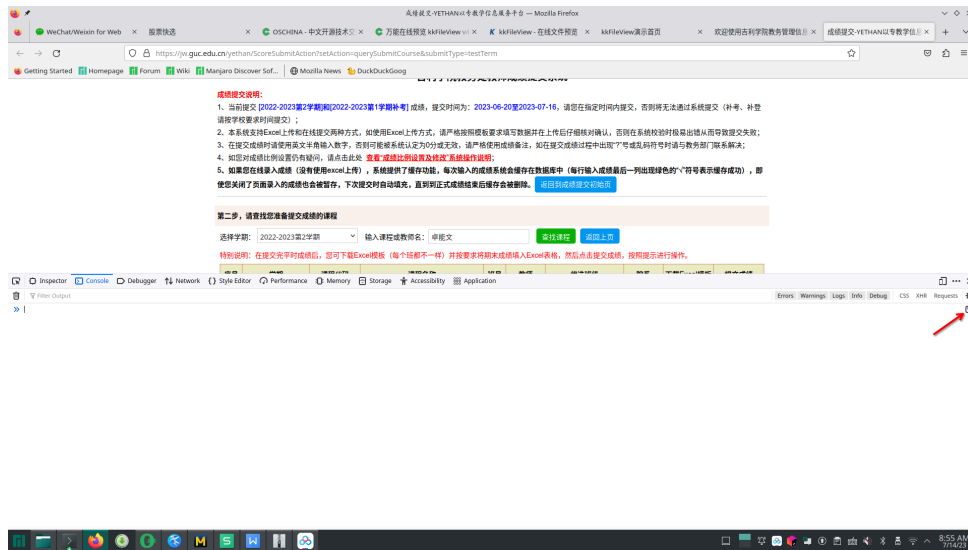 成绩提交-YETHAN以专教学信息服务平台 — Mozilla Firefox
WeChat/Weixin for Web
股票快选
OSCHINA - 中文开源技术交
万能在线预览 kkFileView
kkFileView - 在线文件预览
kkFileView演示首页
欢迎使用吉利学院教务管理信息
成绩提交-YETHAN以专教学信息
https://jw.guc.edu.cn/yethan/ScoreSubmitAction?setAction=querySubmitCourse&submitType=testTerm
Getting Started Homepage Forum Wiki Manjaro Discover Sof... Mozilla News DuckDuckGoog
成绩提交说明：
1、当前提交 [2022-2023第2学期]和[2022-2023第1学期补考] 成绩，提交时间为：2023-06-20至2023-07-16，请您在指定时间内提交，否则将无法通过系统提交（补考、补登
请按学校要求时间提交）；
2、本系统支持Excel上传和在线提交两种方式，如使用Excel上传方式，请严格按照模板要求填写数据并在上传后仔细核对确认，否则在系统校验时极易出错从而导致提交失败；
3、在提交成绩时请使用英文半角输入数字，否则可能被系统认定为0分或无效，请严格使用成绩备注，如在提交成绩过程中出现“?”号或乱码符号时请与教务部门联系解决；
4、如您对成绩比例设置仍有疑问，请点击此处 查看“成绩比例设置及修改”系统操作说明；
5、如果您在线录入成绩（没有使用excel上传），系统提供了缓存功能，每次输入的成绩系统会缓存在数据库中（每行输入成绩最后一列出现绿色的“√”符号表示缓存成功），即
使您关闭了页面录入的成绩也会被暂存，下次提交时自动填充，直到到正式成绩结束后缓存会被删除。 返回到成绩提交初始页
第二步，请查找您准备提交成绩的课程
选择学期： 2022-2023第2学期 输入课程或教师名： 卓能文 查找课程 返回上页
特别说明：在提交完平时成绩后，您可下载Excel模板（每个班都不一样）并按要求将期末成绩填入Excel表格，然后点击提交成绩，按照提示进行操作。
Inspector Console Debugger Network Style Editor Performance Memory Storage Accessibility Application
Filter Output Errors Warnings Logs Info Debug CSS XHR Requests
8:55 AM
7/14/23